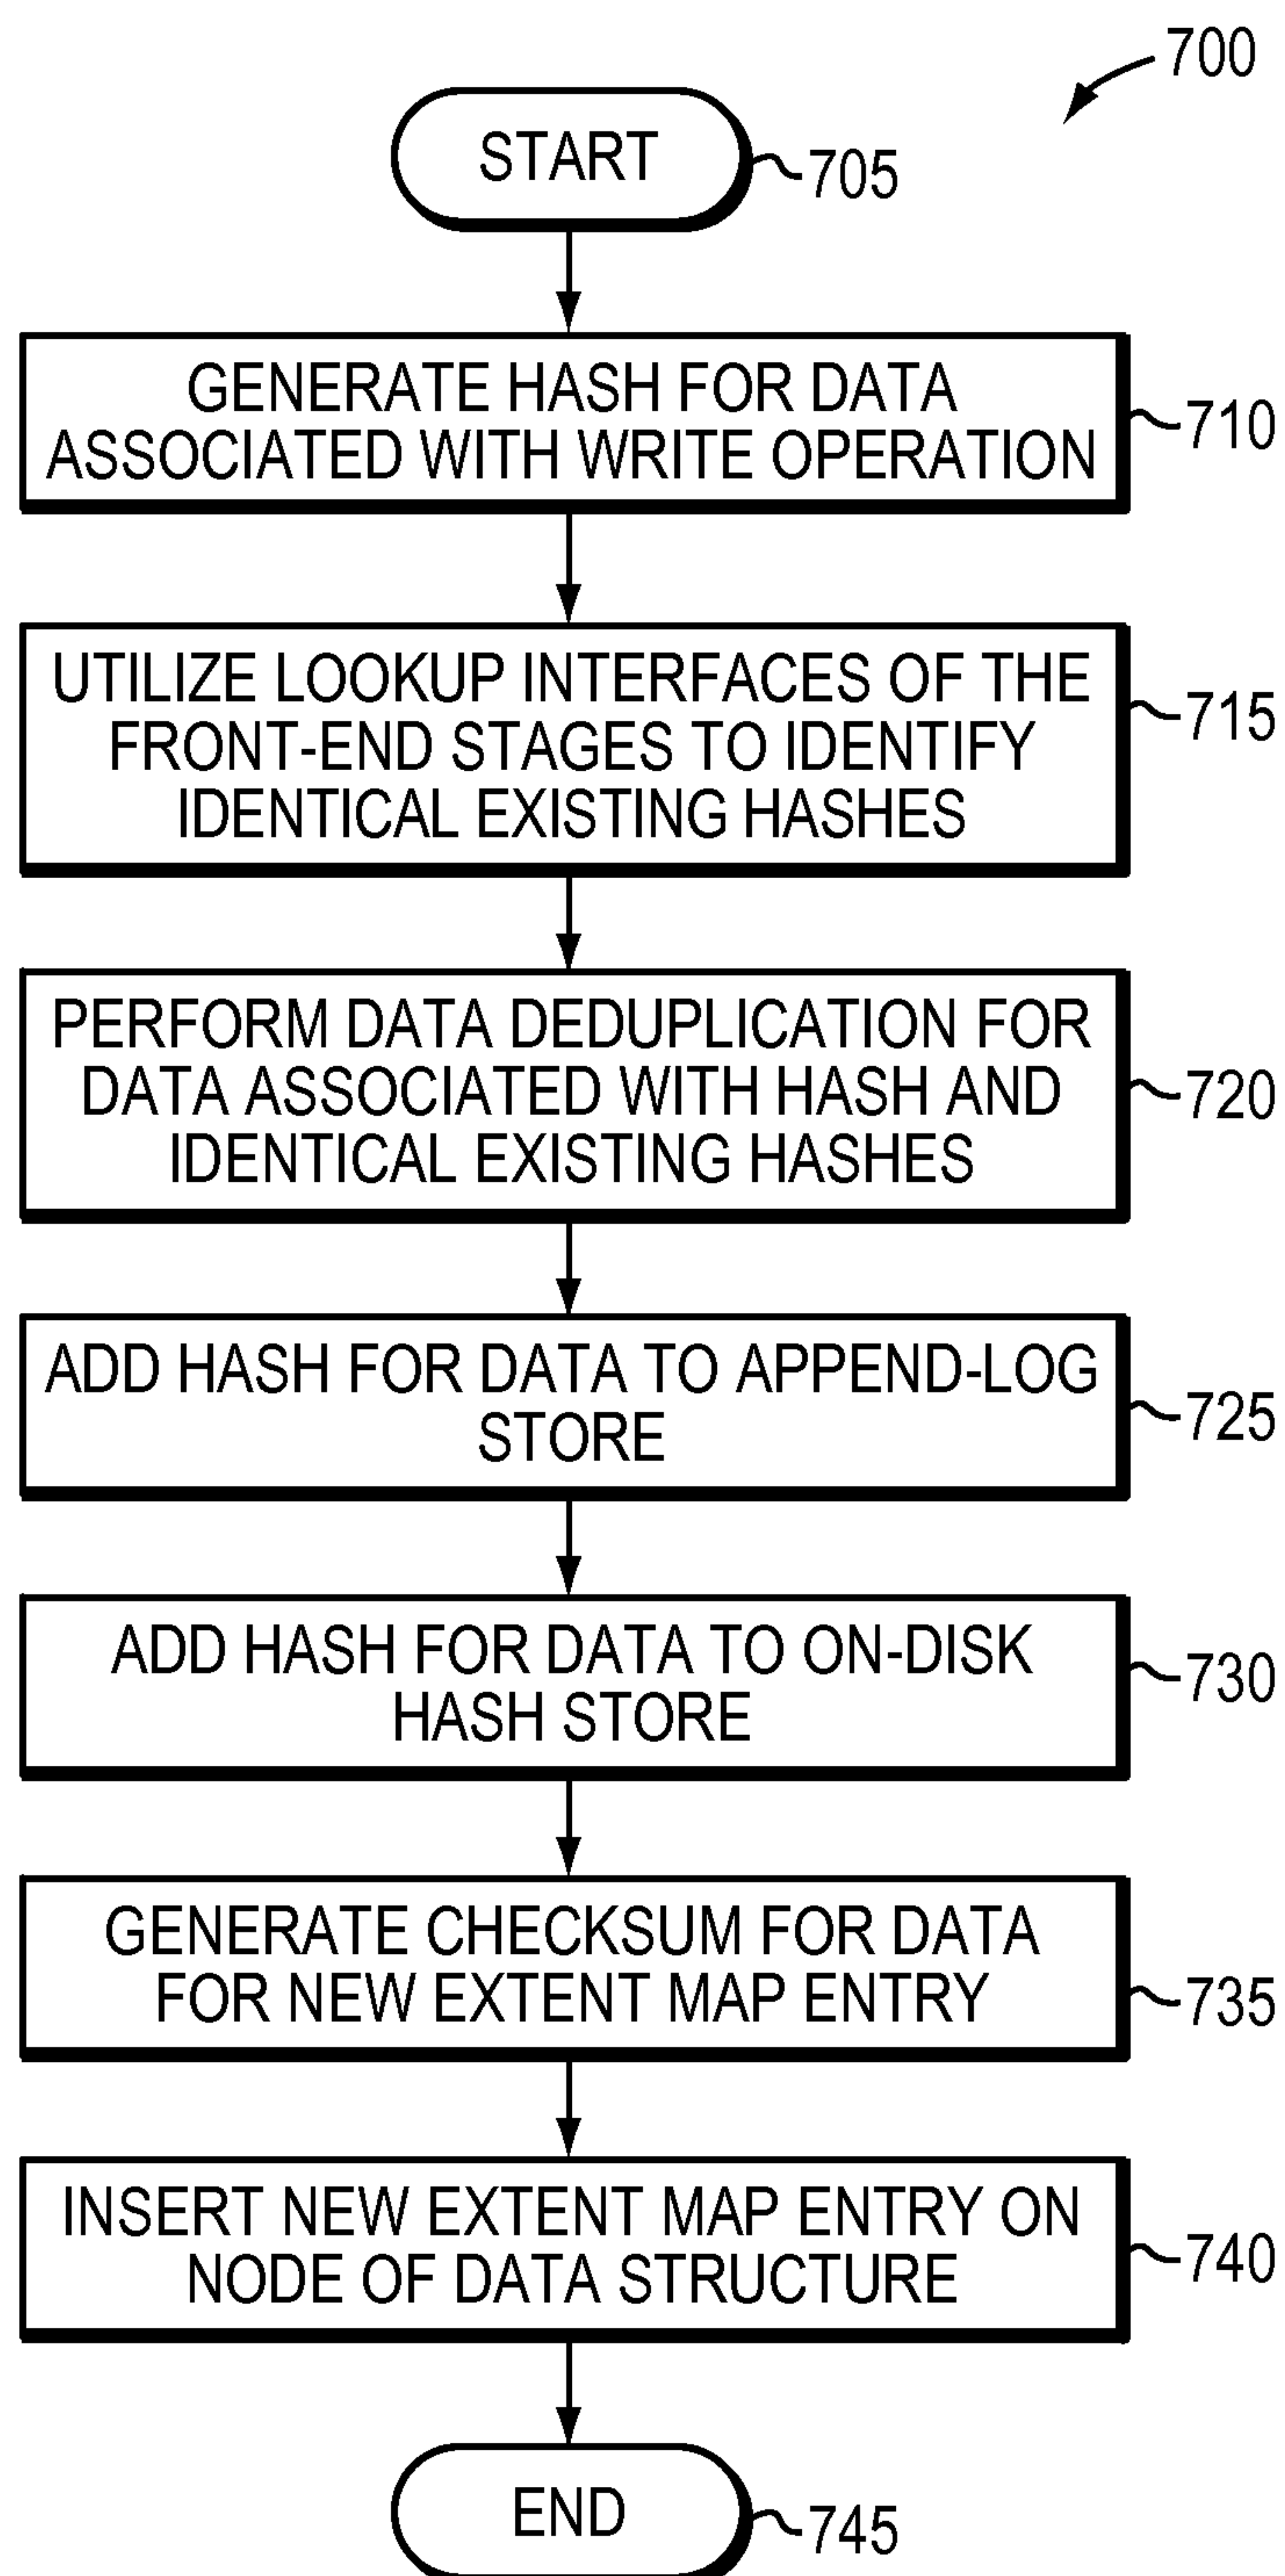 700
START
705
GENERATE HASH FOR DATA
ASSOCIATED WITH WRITE OPERATION
710
UTILIZE LOOKUP INTERFACES OF THE
FRONT-END STAGES TO IDENTIFY
IDENTICAL EXISTING HASHES
715
PERFORM DATA DEDUPLICATION FOR
DATA ASSOCIATED WITH HASH AND
IDENTICAL EXISTING HASHES
720
ADD HASH FOR DATA TO APPEND-LOG
STORE
725
ADD HASH FOR DATA TO ON-DISK
HASH STORE
730
GENERATE CHECKSUM FOR DATA
FOR NEW EXTENT MAP ENTRY
735
INSERT NEW EXTENT MAP ENTRY ON
NODE OF DATA STRUCTURE
740
END
745